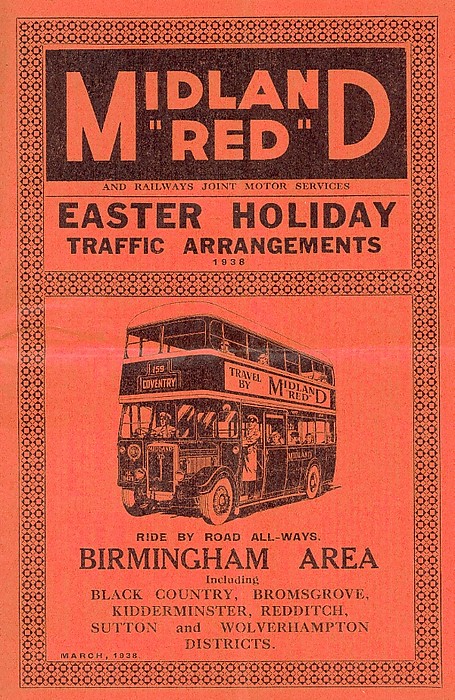 MIDLAND
"RED"
AND RAILWAYS JOINT MOTOR SERVICES
EASTER HOLIDAY
TRAFFIC ARRANGEMENTS
1938
159
COVENTRY
TRAVEL BY MIDLAND "RED"
MIDLAND
RIDE BY ROAD ALL-WAYS.
BIRMINGHAM AREA
Including
BLACK COUNTRY, BROMSGROVE,
KIDDERMINSTER, REDDITCH,
SUTTON and WOLVERHAMPTON
DISTRICTS.
MARCH, 1938.